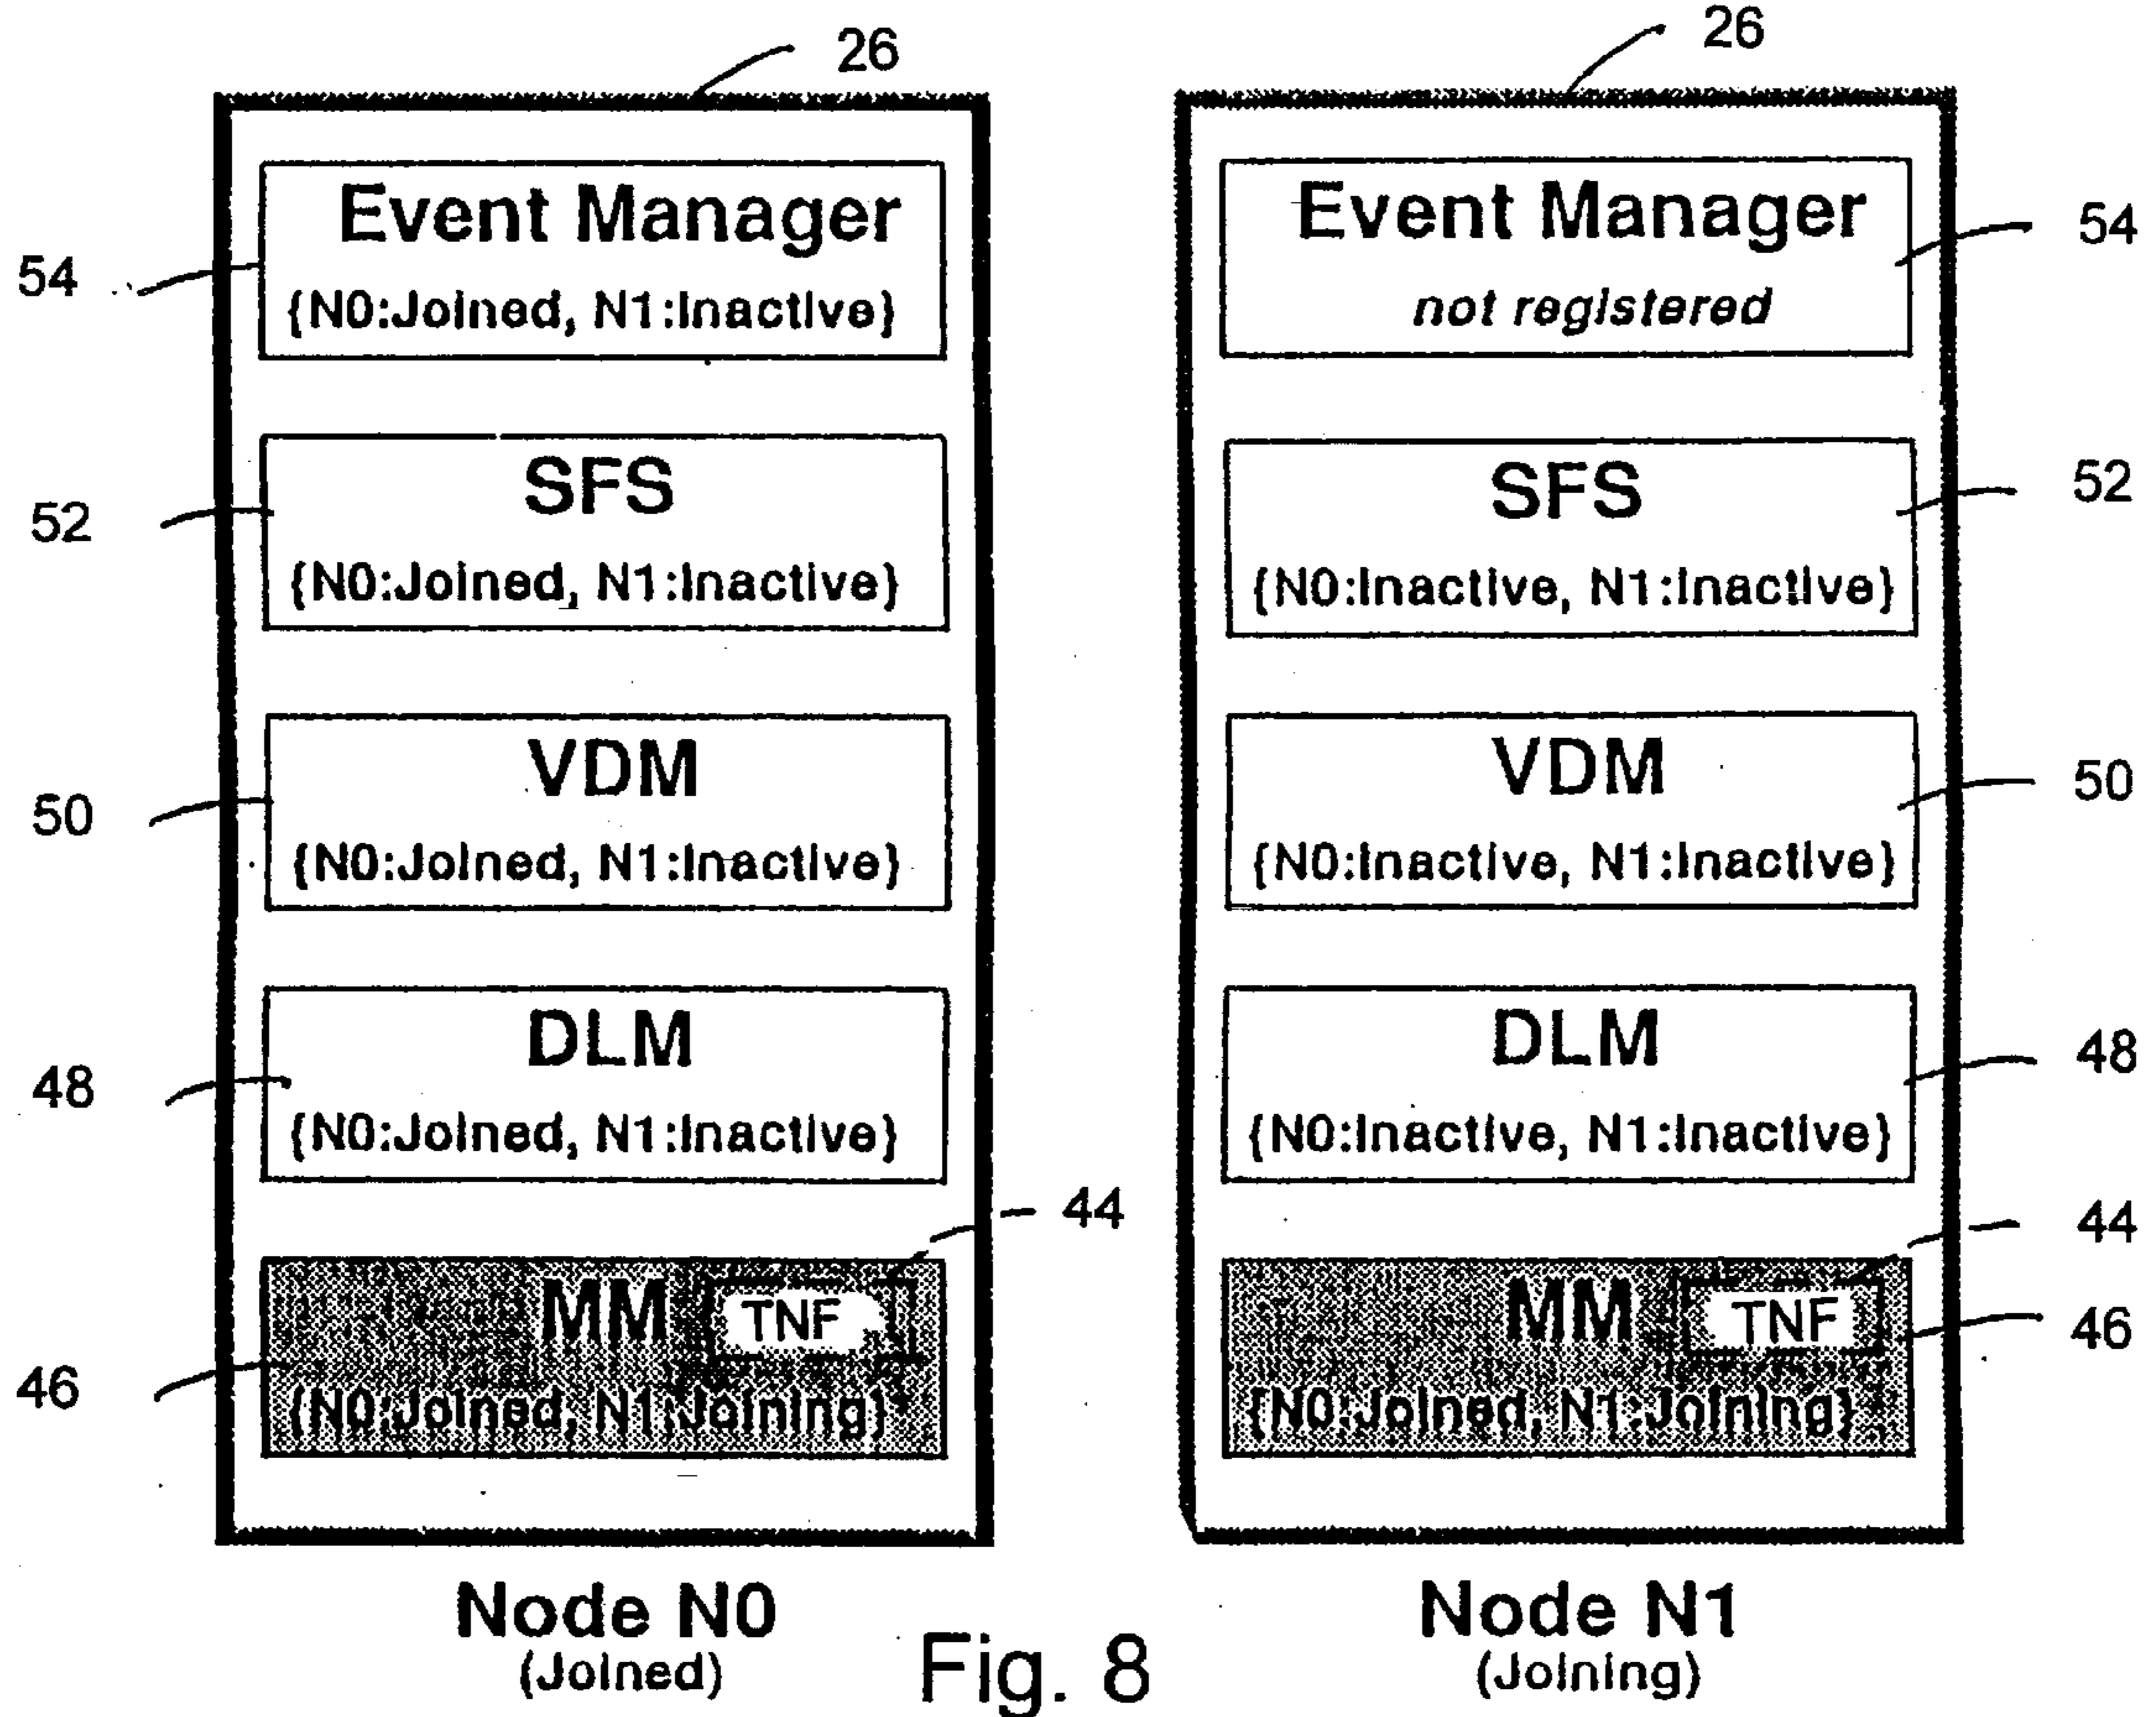 26
Event Manager
54
{N0:Joined, N1:Inactive}
SFS
52
{N0:Joined, N1:Inactive}
VDM
50
{N0:Joined, N1:Inactive}
DLM
48
{N0:Joined, N1:Inactive}
44
MM TNF
46
{N0:Joined, N1:Joining}
Node N0
(Joined)
26
Event Manager
54
not registered
SFS
52
{N0:Inactive, N1:Inactive}
VDM
50
{N0:Inactive, N1:Inactive}
DLM
48
{N0:Inactive, N1:Inactive}
44
MM TNF
46
{N0:Joined, N1:Joining}
Node N1
(Joining)
Fig. 8